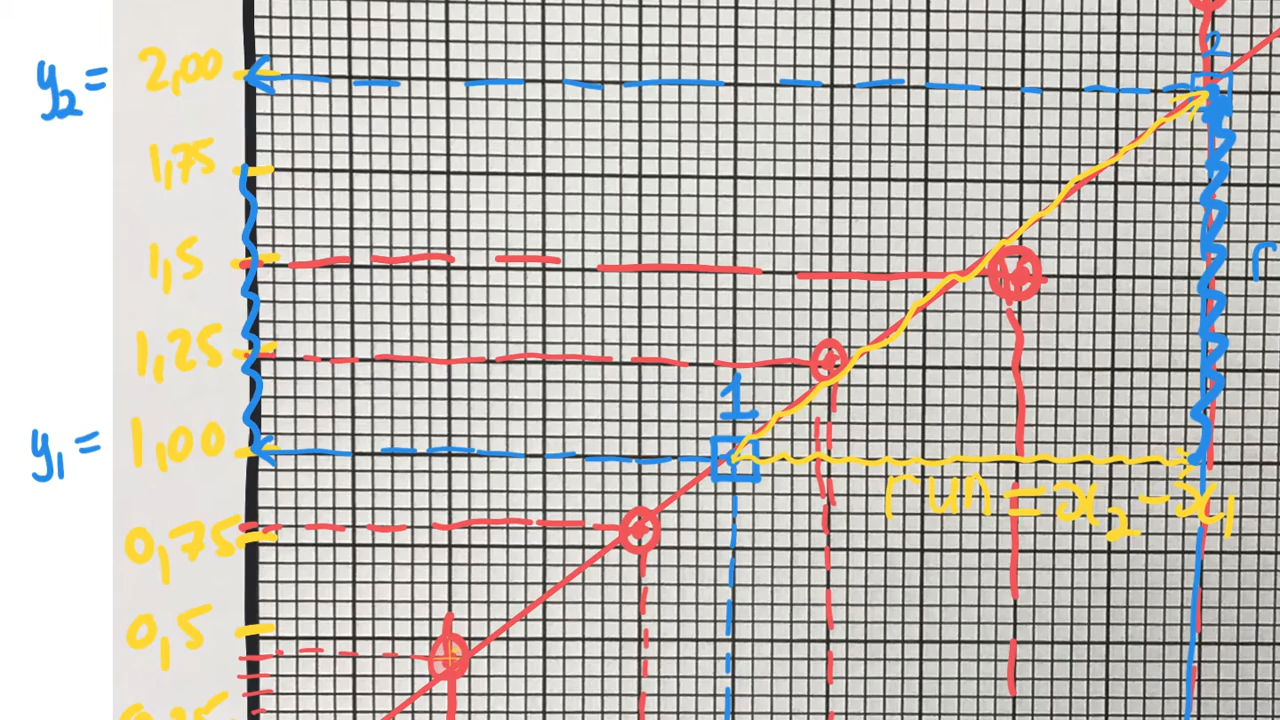 2
y₂ = 2,00
1,75
1,5
r
1,25
1
y₁ = 1,00
run = x₂ - x₁
0,75
0,5